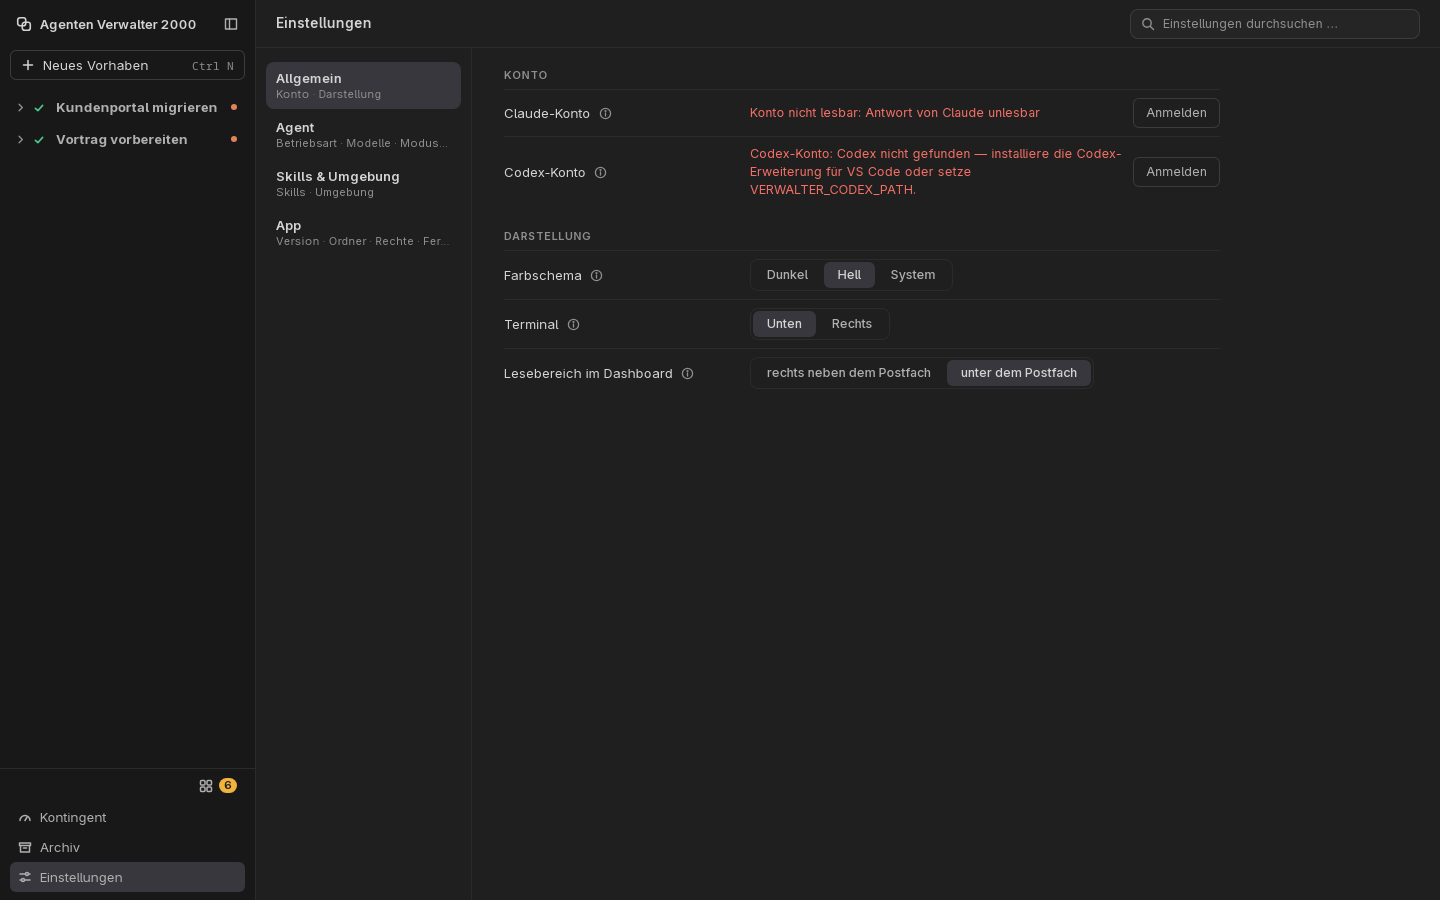 Agenten Verwalter 2000
Neues Vorhaben Ctrl N
Kundenportal migrieren
Vortrag vorbereiten
6
Kontingent
Archiv
Einstellungen
Einstellungen
Einstellungen durchsuchen …
Allgemein
Konto · Darstellung
Agent
Betriebsart · Modelle · Modus…
Skills & Umgebung
Skills · Umgebung
App
Version · Ordner · Rechte · Fer…
KONTO
Claude-Konto
Konto nicht lesbar: Antwort von Claude unlesbar
Anmelden
Codex-Konto
Codex-Konto: Codex nicht gefunden — installiere die Codex-
Erweiterung für VS Code oder setze
VERWALTER_CODEX_PATH.
Anmelden
DARSTELLUNG
Farbschema
Dunkel Hell System
Terminal
Unten Rechts
Lesebereich im Dashboard
rechts neben dem Postfach unter dem Postfach